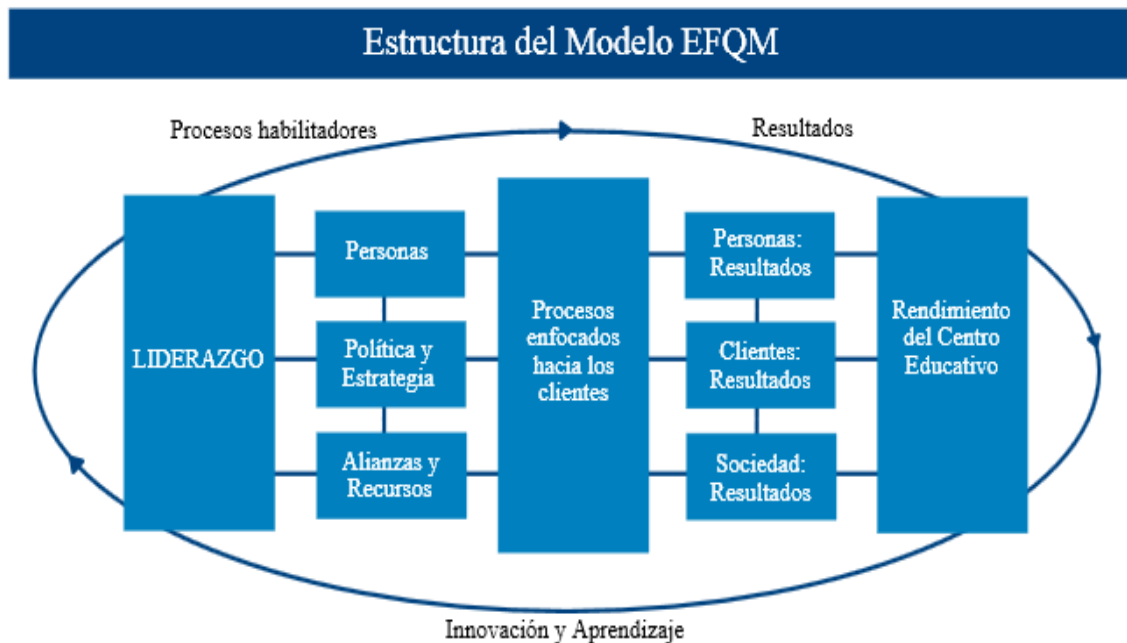 Estructura del Modelo EFQM
Procesos habilitadores
Resultados
LIDERAZGO
Personas
Política y
Estrategia
Alianzas y
Recursos
Procesos
enfocados
hacia los
clientes
Personas:
Resultados
Clientes:
Resultados
Sociedad:
Resultados
Rendimiento
del Centro
Educativo
Innovación y Aprendizaje